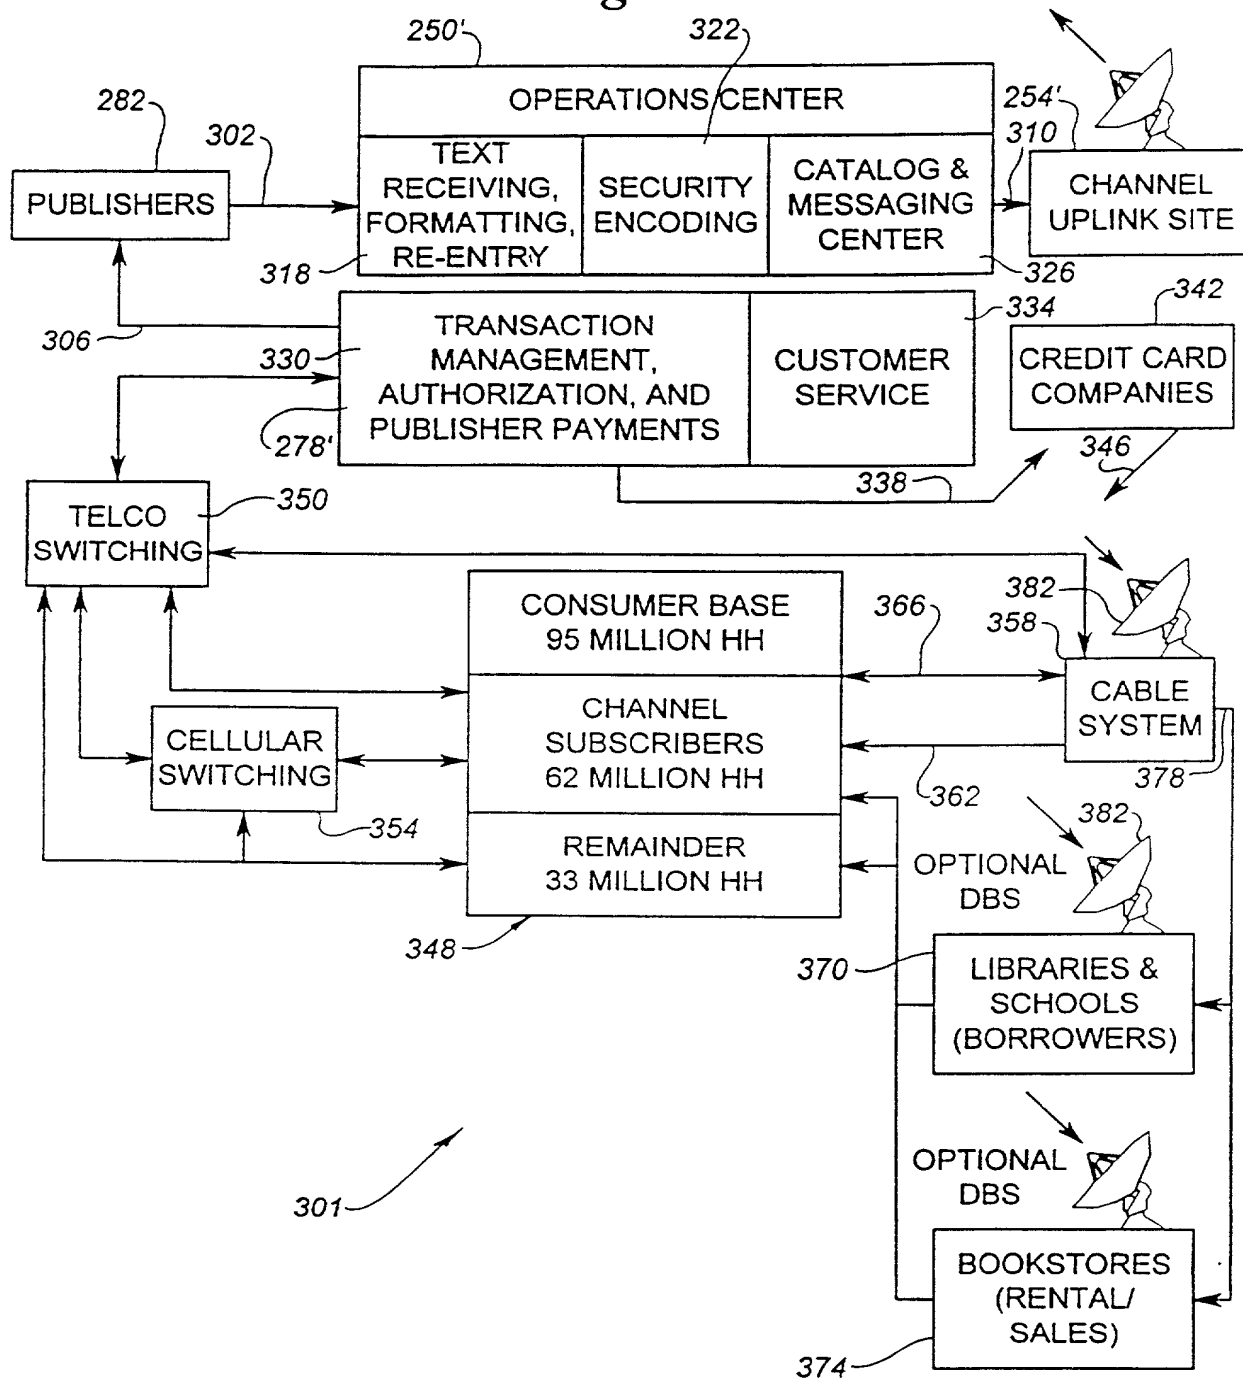 g
250'
322
OPERATIONS CENTER
282
302
254'
310
PUBLISHERS
TEXT
RECEIVING,
FORMATTING,
RE-ENTRY
SECURITY
ENCODING
CATALOG &
MESSAGING
CENTER
CHANNEL
UPLINK SITE
318
326
306
330
TRANSACTION
MANAGEMENT,
AUTHORIZATION, AND
PUBLISHER PAYMENTS
278'
CUSTOMER
SERVICE
334
342
CREDIT CARD
COMPANIES
346
338
TELCO
SWITCHING
350
CONSUMER BASE
95 MILLION HH
366
382
358
CHANNEL
SUBSCRIBERS
62 MILLION HH
CABLE
SYSTEM
CELLULAR
SWITCHING
354
362
378
382
REMAINDER
33 MILLION HH
348
OPTIONAL
DBS
370
LIBRARIES &
SCHOOLS
(BORROWERS)
301
OPTIONAL
DBS
BOOKSTORES
(RENTAL/
SALES)
374